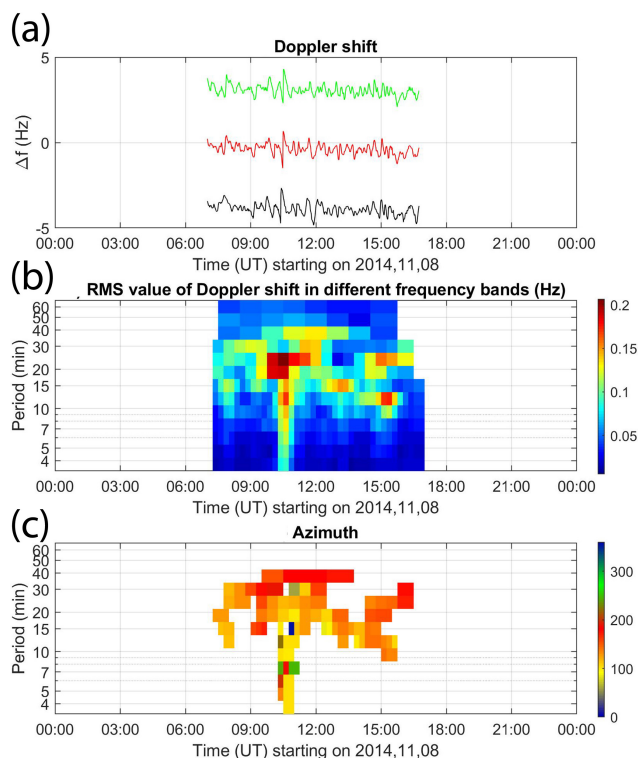 (a)
Doppler shift
5
0
-5
Δf (Hz)
00:00 03:00 06:00 09:00 12:00 15:00 18:00 21:00 00:00
Time (UT) starting on 2014,11,08
(b)
, RMS value of Doppler shift in different frequency bands (Hz)
60
50
40
30
20
15
10
7
5
4
Period (min)
0.2
0.15
0.1
0.05
00:00 03:00 06:00 09:00 12:00 15:00 18:00 21:00 00:00
Time (UT) starting on 2014,11,08
(c)
Azimuth
60
50
40
30
20
15
10
7
5
4
Period (min)
300
200
100
0
00:00 03:00 06:00 09:00 12:00 15:00 18:00 21:00 00:00
Time (UT) starting on 2014,11,08